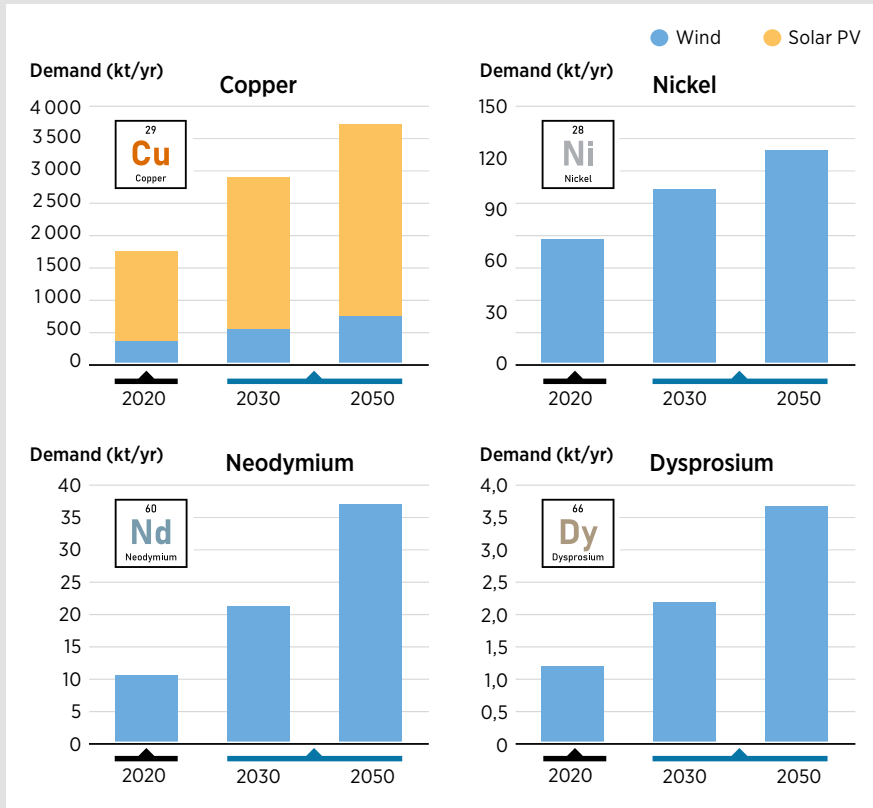 Wind
Solar PV
Demand (kt/yr)
Copper
4 000
3 500
3 000
2 500
2 000
1 500
1 000
500
0
29
Cu
Copper
2020
2030
2050
Demand (kt/yr)
Nickel
150
120
90
60
30
0
28
Ni
Nickel
2020
2030
2050
Demand (kt/yr)
Neodymium
40
35
30
25
20
15
10
5
0
60
Nd
Neodymium
2020
2030
2050
Demand (kt/yr)
Dysprosium
4,0
3,5
3,0
2,5
2,0
1,5
1,0
0,5
0
66
Dy
Dysprosium
2020
2030
2050